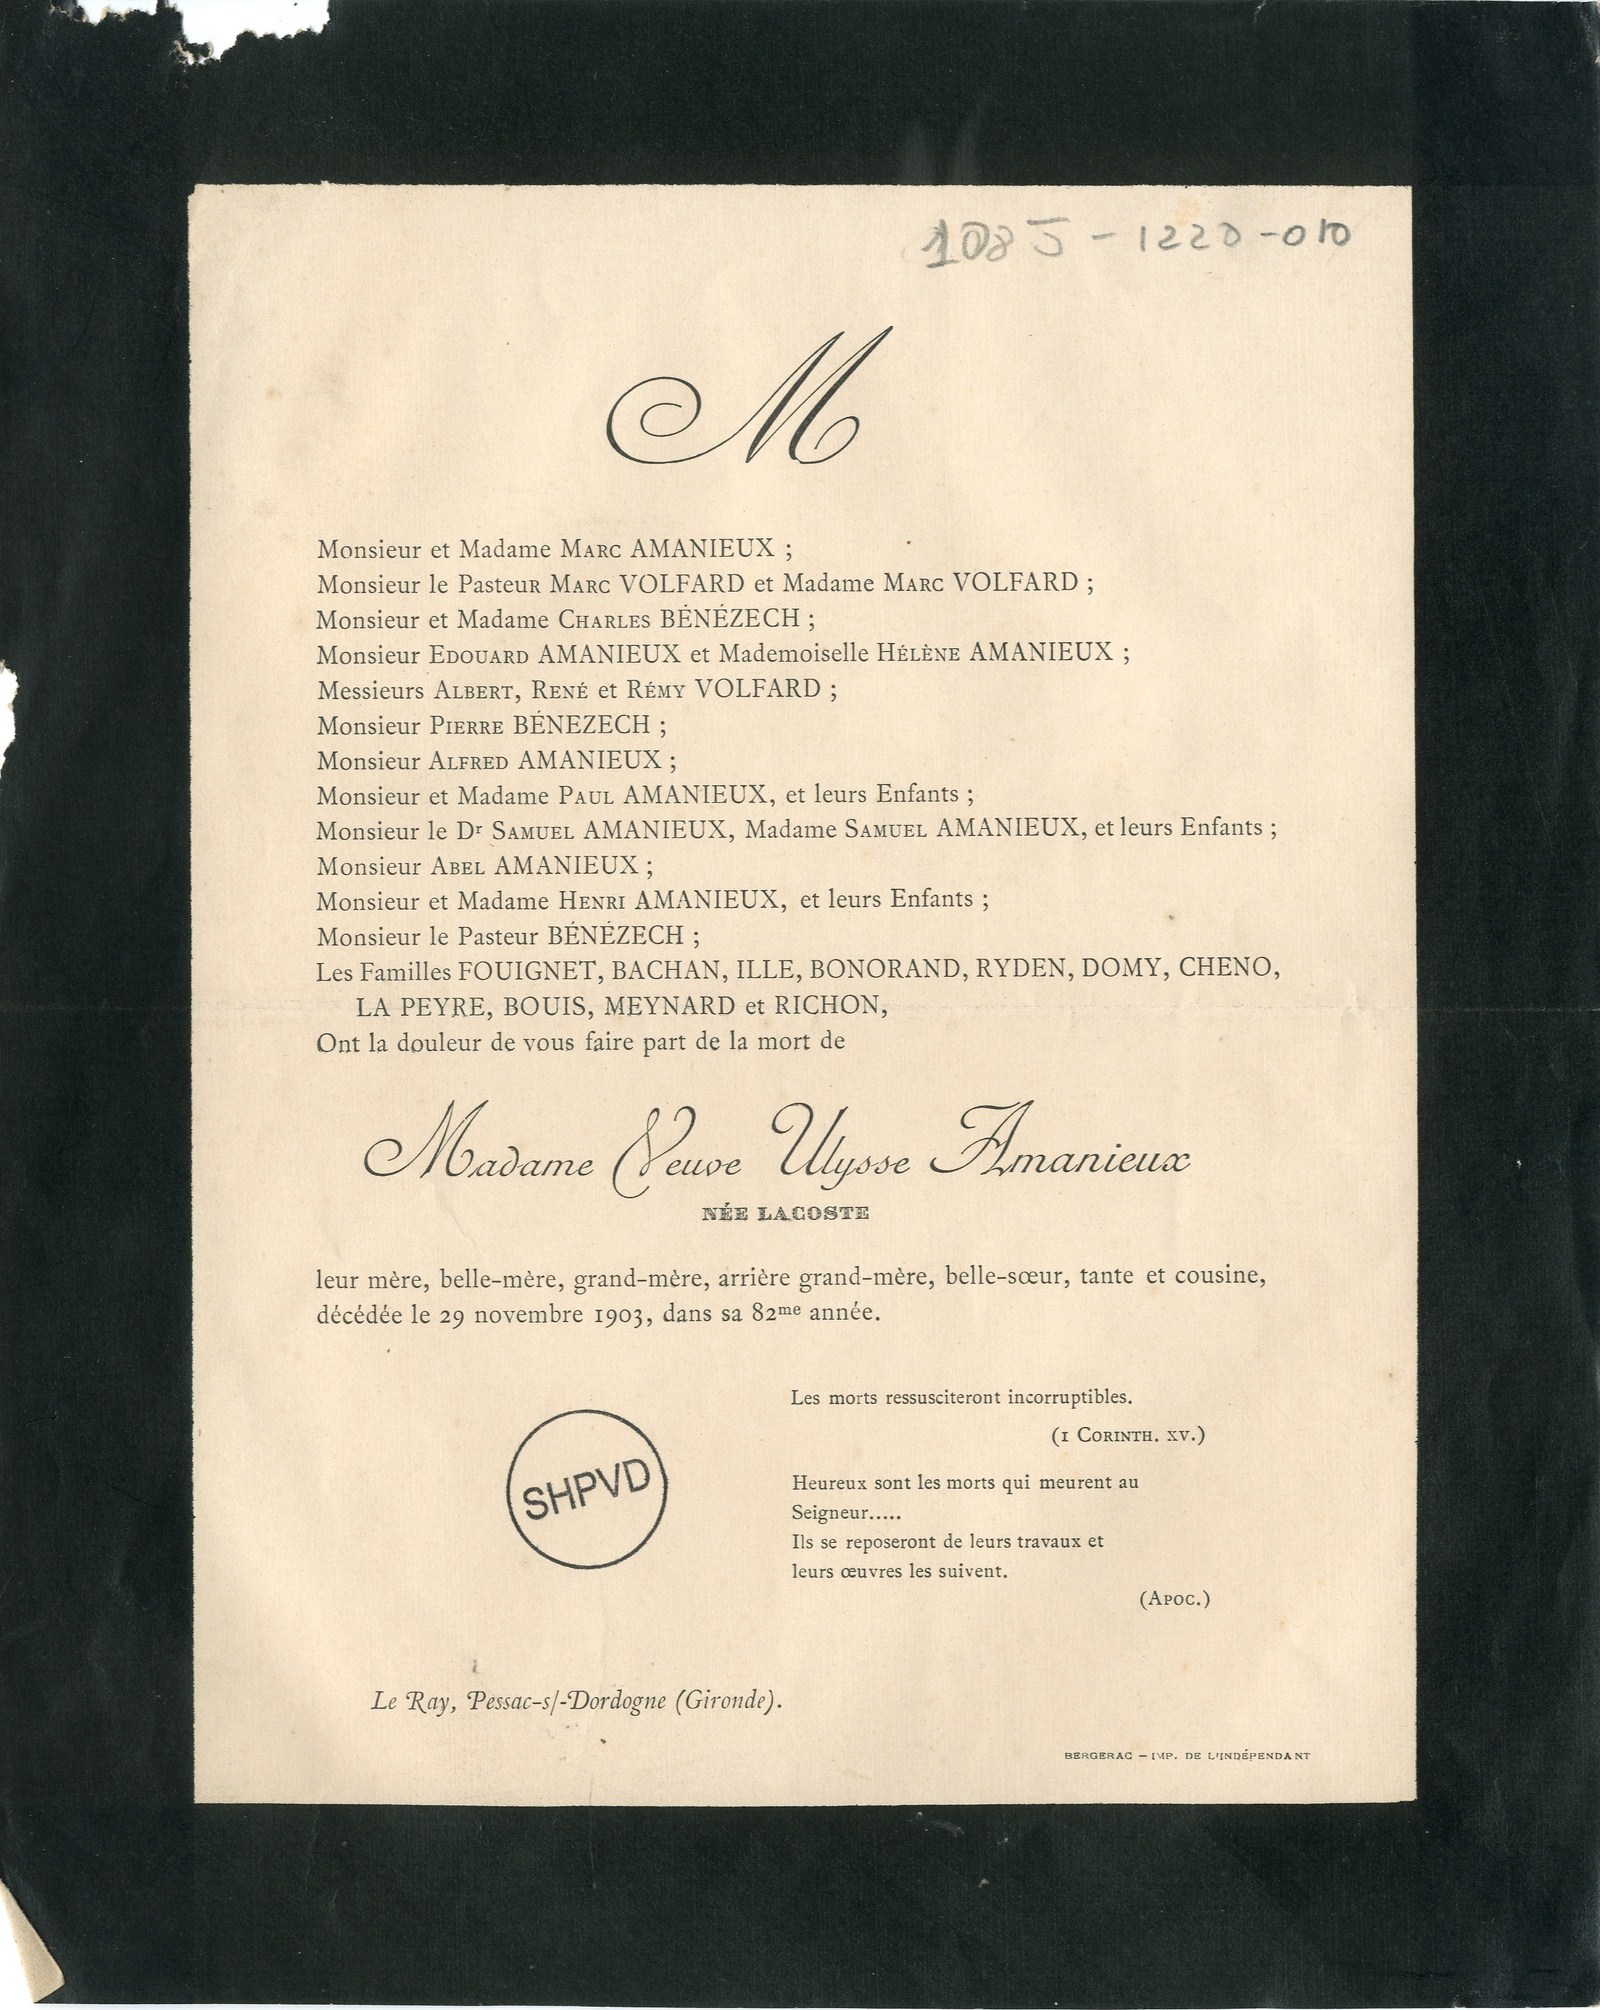 108 J - 1220 - 010
M
Monsieur et Madame Marc AMANIEUX ;
Monsieur le Pasteur Marc VOLFARD et Madame Marc VOLFARD ;
Monsieur et Madame Charles BÉNÉZECH ;
Monsieur Edouard AMANIEUX et Mademoiselle Hélène AMANIEUX ;
Messieurs Albert, René et Rémy VOLFARD ;
Monsieur Pierre BÉNEZECH ;
Monsieur Alfred AMANIEUX ;
Monsieur et Madame Paul AMANIEUX, et leurs Enfants ;
Monsieur le Dr Samuel AMANIEUX, Madame Samuel AMANIEUX, et leurs Enfants ;
Monsieur Abel AMANIEUX ;
Monsieur et Madame Henri AMANIEUX, et leurs Enfants ;
Monsieur le Pasteur BÉNÉZECH ;
Les Familles FOUIGNET, BACHAN, ILLE, BONORAND, RYDEN, DOMY, CHENO,
LA PEYRE, BOUIS, MEYNARD et RICHON,
Ont la douleur de vous faire part de la mort de
Madame Veuve Ulysse Amanieux
NÉE LACOSTE
leur mère, belle-mère, grand-mère, arrière grand-mère, belle-sœur, tante et cousine,
décédée le 29 novembre 1903, dans sa 82me année.
Les morts ressusciteront incorruptibles.
(1 Corinth. xv.)
SHPVD
Heureux sont les morts qui meurent au
Seigneur.....
Ils se reposeront de leurs travaux et
leurs œuvres les suivent.
(Apoc.)
Le Ray, Pessac-s/-Dordogne (Gironde).
BERGERAC – IMP. DE L'INDÉPENDANT